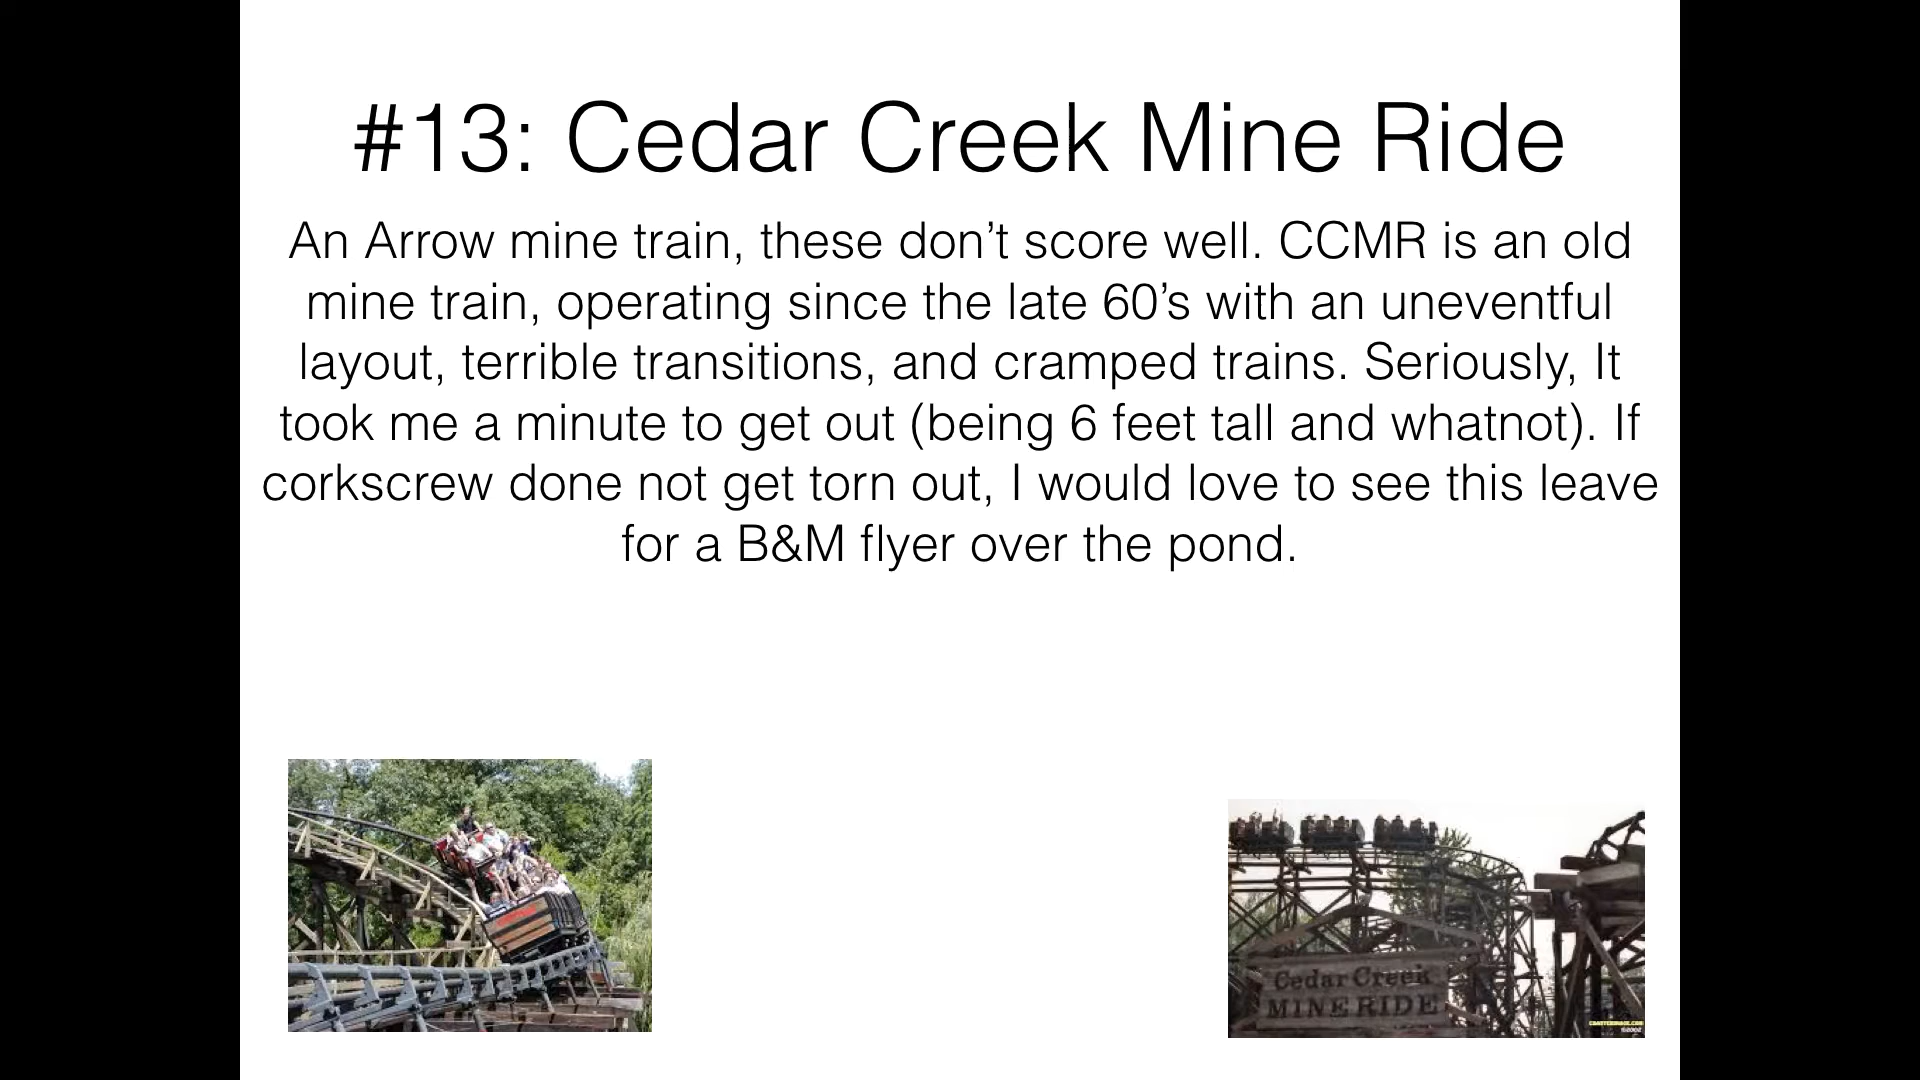 #13: Cedar Creek Mine Ride
An Arrow mine train, these don’t score well. CCMR is an old
mine train, operating since the late 60’s with an uneventful
layout, terrible transitions, and cramped trains. Seriously, It
took me a minute to get out (being 6 feet tall and whatnot). If
corkscrew done not get torn out, I would love to see this leave
for a B&M flyer over the pond.
Cedar Creek
MINE RIDE